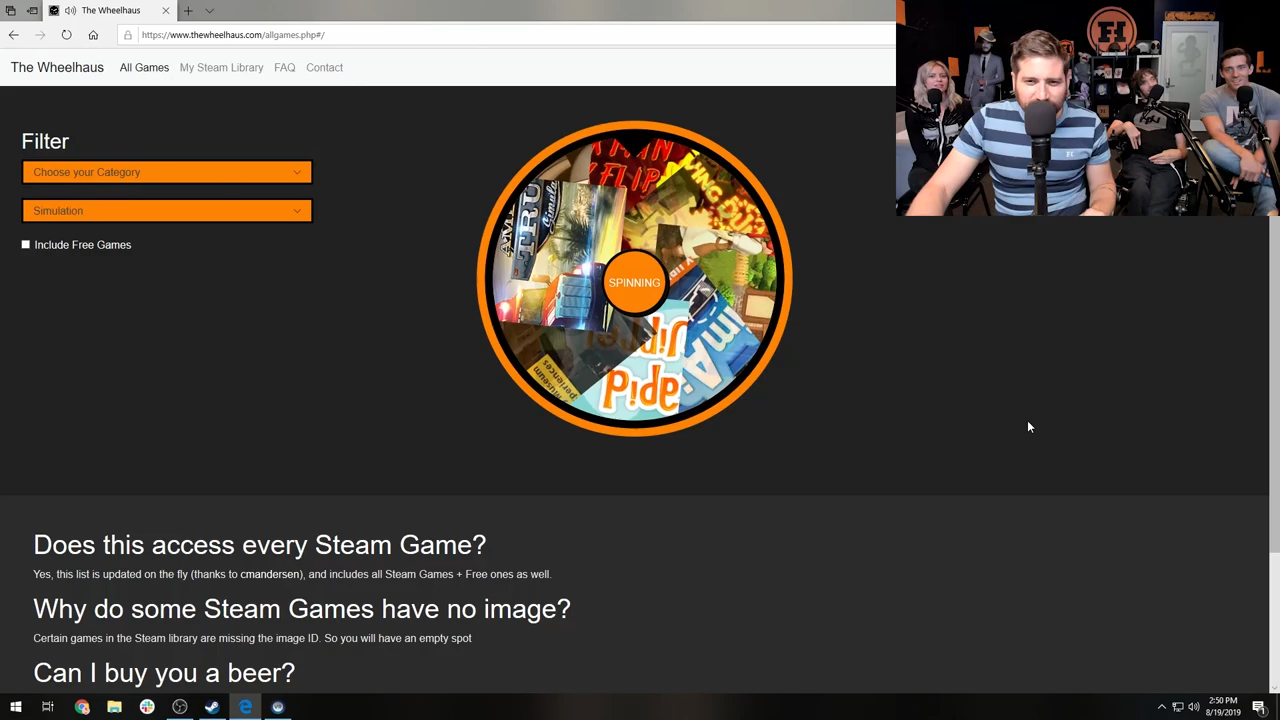 The Wheelhaus
https://www.thewheelhaus.com/allgames.php#/
The Wheelhaus All Games My Steam Library FAQ Contact
Filter
Choose your Category
Simulation
Include Free Games
FLIP
TRU
SPINNING
Does this access every Steam Game?
Yes, this list is updated on the fly (thanks to cmandersen), and includes all Steam Games + Free ones as well.
Why do some Steam Games have no image?
Certain games in the Steam library are missing the image ID. So you will have an empty spot
Can I buy you a beer?
2:50 PM
8/19/2019